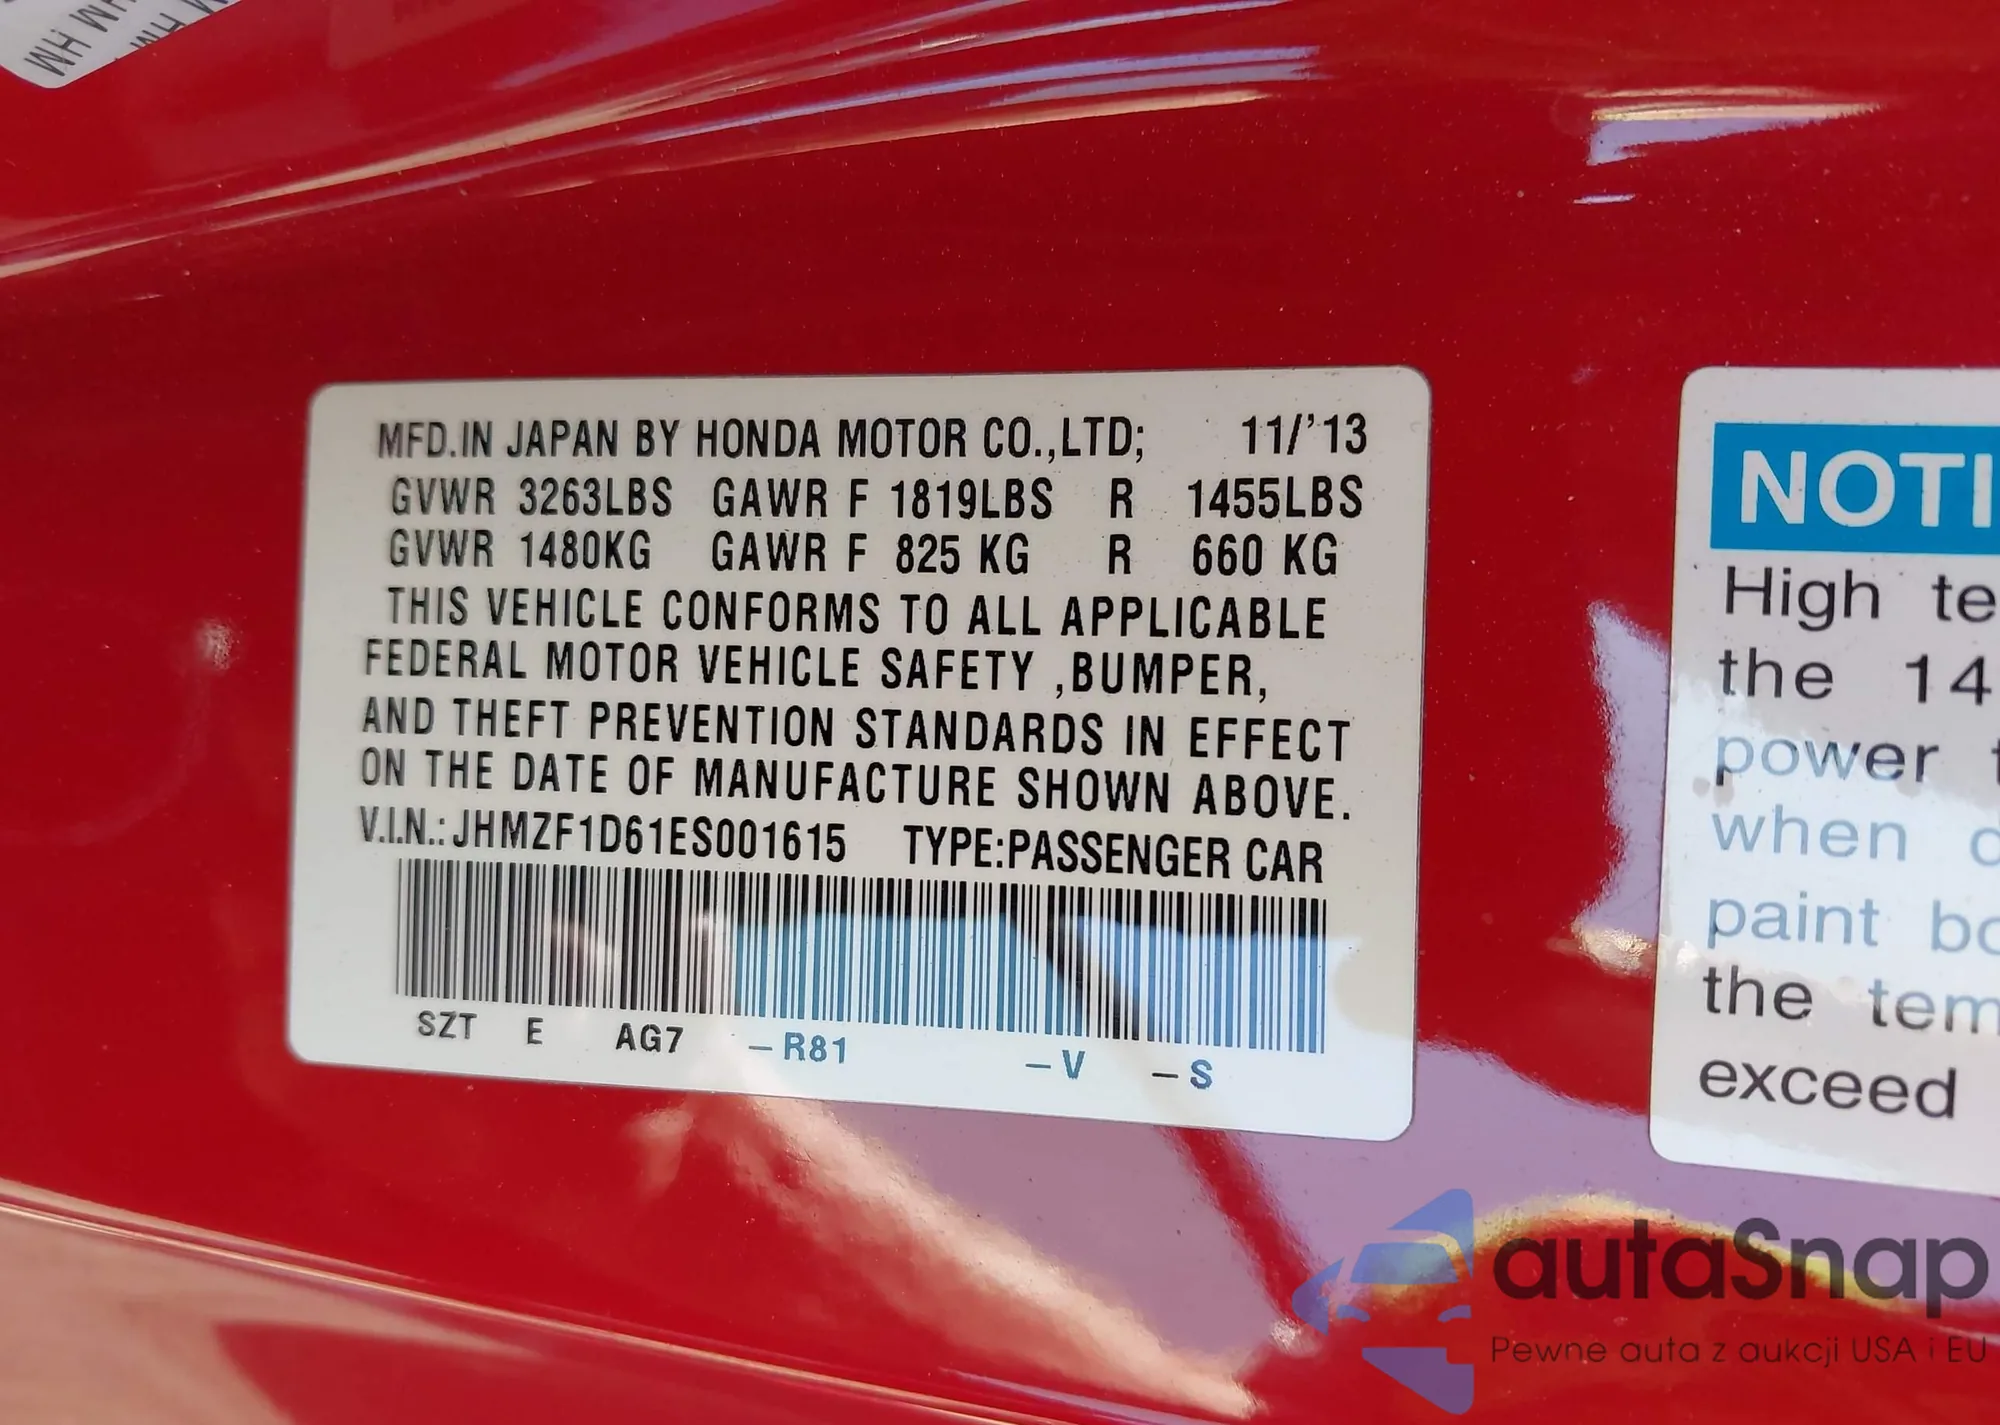 HM
HM
MFD.IN JAPAN BY HONDA MOTOR CO.,LTD; 11/'13
GVWR 3263LBS GAWR F 1819LBS R 1455LBS
GVWR 1480KG GAWR F 825 KG R 660 KG
THIS VEHICLE CONFORMS TO ALL APPLICABLE
FEDERAL MOTOR VEHICLE SAFETY ,BUMPER,
AND THEFT PREVENTION STANDARDS IN EFFECT
ON THE DATE OF MANUFACTURE SHOWN ABOVE.
V.I.N.: JHMZF1D61ES001615 TYPE:PASSENGER CAR
SZT E AG7 –R81 –V –S
NOTI
High te
the 14
power
when
paint bo
the tem
exceed
autaSnap
Pewne auta z aukcji USA i EU